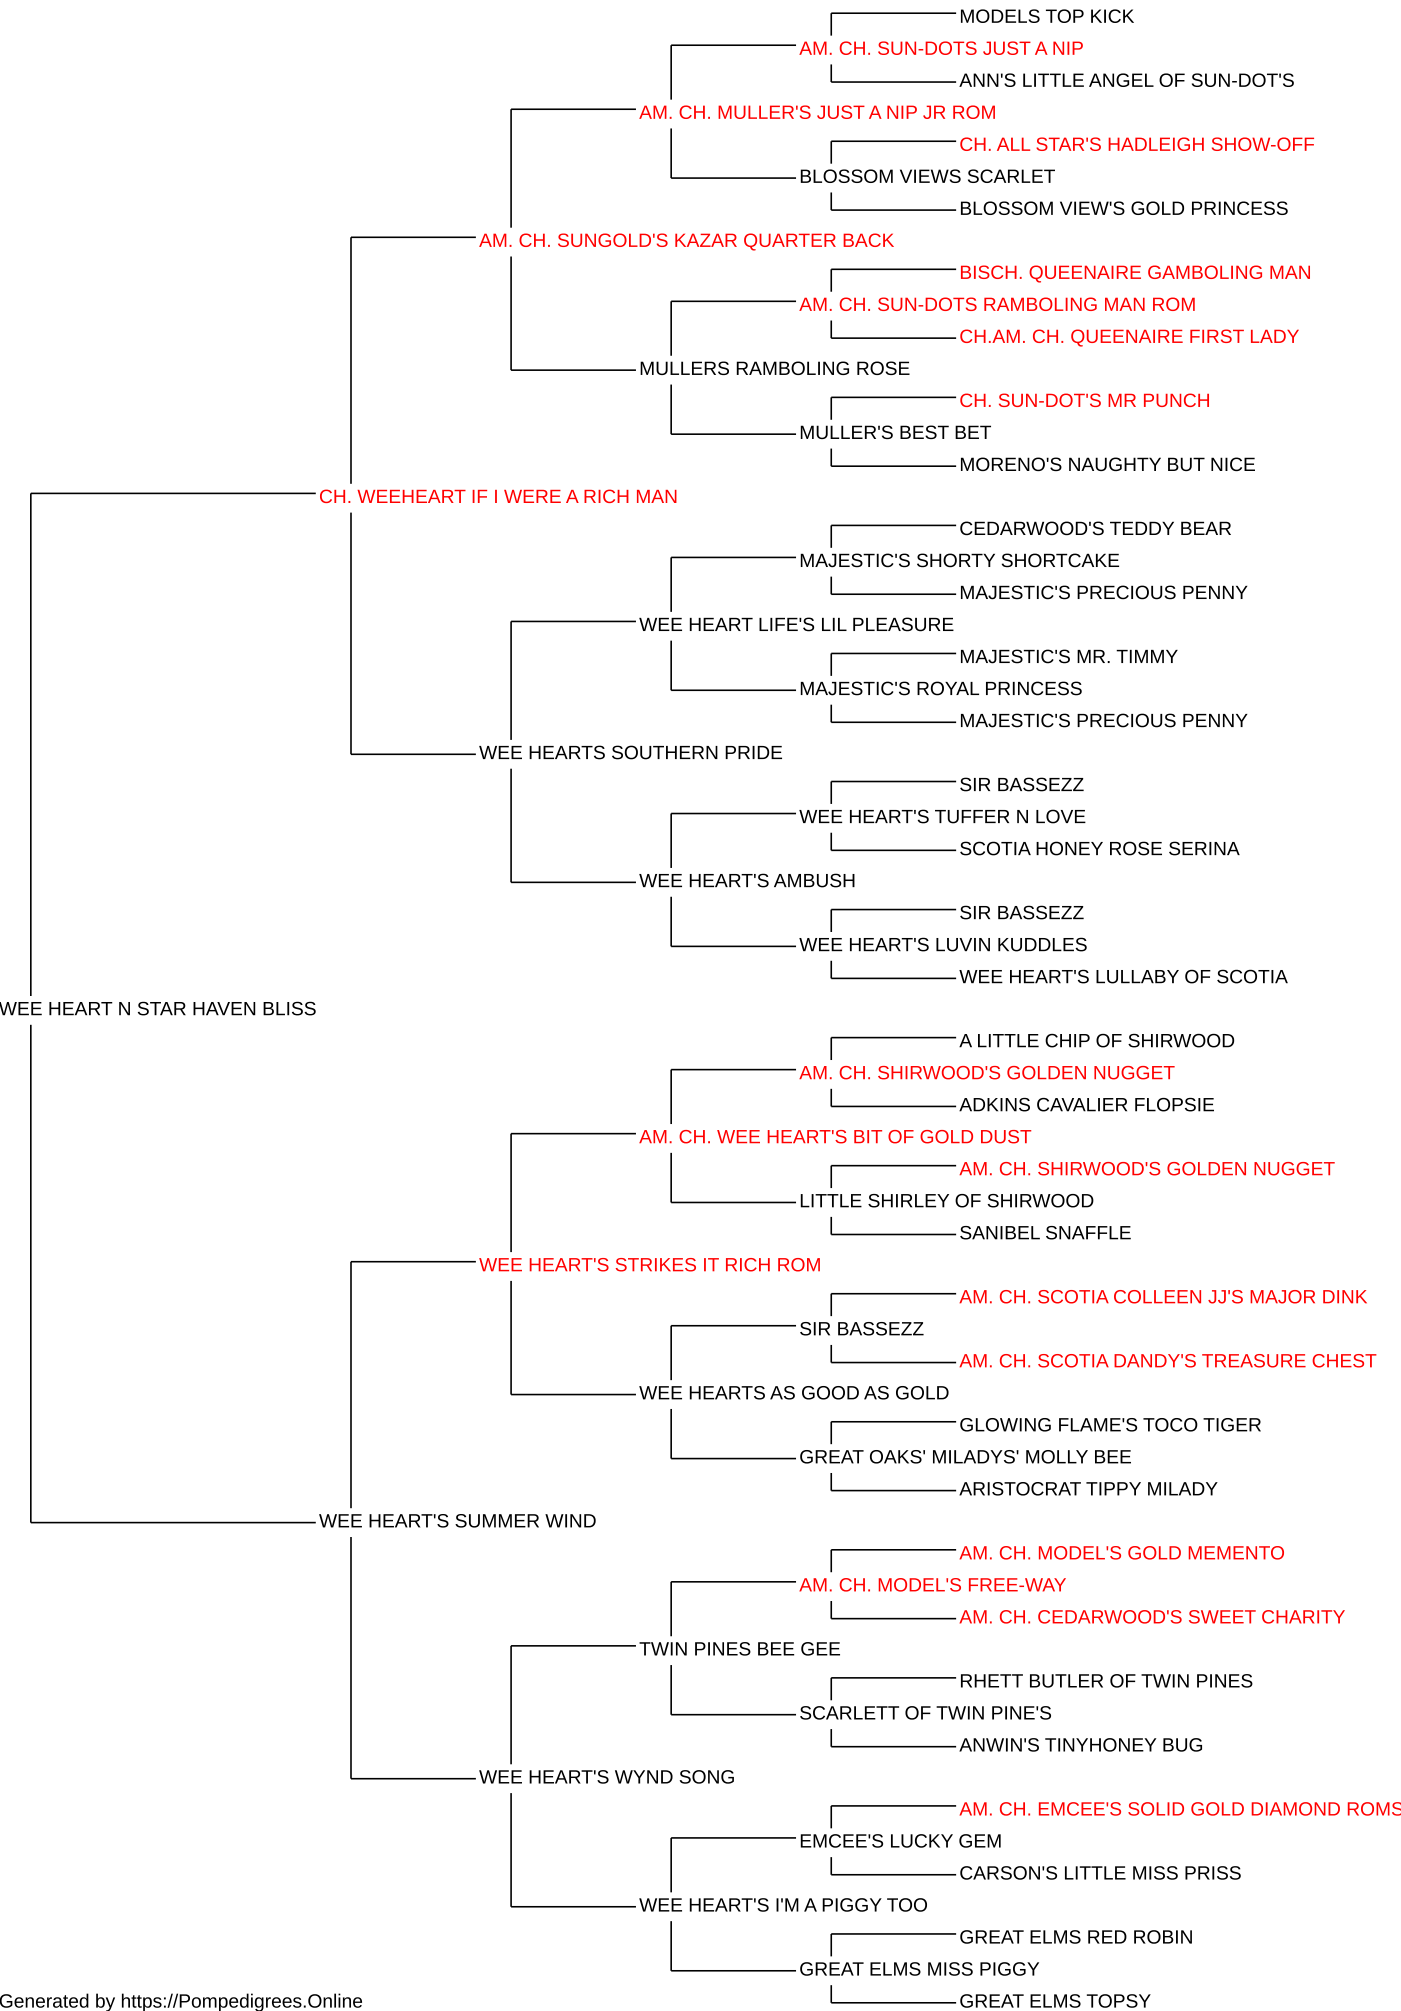 MODELS TOP KICK
AM. CH. SUN-DOTS JUST A NIP
ANN'S LITTLE ANGEL OF SUN-DOT'S
AM. CH. MULLER'S JUST A NIP JR ROM
CH. ALL STAR'S HADLEIGH SHOW-OFF
BLOSSOM VIEWS SCARLET
BLOSSOM VIEW'S GOLD PRINCESS
AM. CH. SUNGOLD'S KAZAR QUARTER BACK
BISCH. QUEENAIRE GAMBOLING MAN
AM. CH. SUN-DOTS RAMBOLING MAN ROM
CH.AM. CH. QUEENAIRE FIRST LADY
MULLERS RAMBOLING ROSE
CH. SUN-DOT'S MR PUNCH
MULLER'S BEST BET
MORENO'S NAUGHTY BUT NICE
CH. WEEHEART IF I WERE A RICH MAN
CEDARWOOD'S TEDDY BEAR
MAJESTIC'S SHORTY SHORTCAKE
MAJESTIC'S PRECIOUS PENNY
WEE HEART LIFE'S LIL PLEASURE
MAJESTIC'S MR. TIMMY
MAJESTIC'S ROYAL PRINCESS
MAJESTIC'S PRECIOUS PENNY
WEE HEARTS SOUTHERN PRIDE
SIR BASSEZZ
WEE HEART'S TUFFER N LOVE
SCOTIA HONEY ROSE SERINA
WEE HEART'S AMBUSH
SIR BASSEZZ
WEE HEART'S LUVIN KUDDLES
WEE HEART'S LULLABY OF SCOTIA
WEE HEART N STAR HAVEN BLISS
A LITTLE CHIP OF SHIRWOOD
AM. CH. SHIRWOOD'S GOLDEN NUGGET
ADKINS CAVALIER FLOPSIE
AM. CH. WEE HEART'S BIT OF GOLD DUST
AM. CH. SHIRWOOD'S GOLDEN NUGGET
LITTLE SHIRLEY OF SHIRWOOD
SANIBEL SNAFFLE
WEE HEART'S STRIKES IT RICH ROM
AM. CH. SCOTIA COLLEEN JJ'S MAJOR DINK
SIR BASSEZZ
AM. CH. SCOTIA DANDY'S TREASURE CHEST
WEE HEARTS AS GOOD AS GOLD
GLOWING FLAME'S TOCO TIGER
GREAT OAKS' MILADYS' MOLLY BEE
ARISTOCRAT TIPPY MILADY
WEE HEART'S SUMMER WIND
AM. CH. MODEL'S GOLD MEMENTO
AM. CH. MODEL'S FREE-WAY
AM. CH. CEDARWOOD'S SWEET CHARITY
TWIN PINES BEE GEE
RHETT BUTLER OF TWIN PINES
SCARLETT OF TWIN PINE'S
ANWIN'S TINYHONEY BUG
WEE HEART'S WYND SONG
AM. CH. EMCEE'S SOLID GOLD DIAMOND ROMS
EMCEE'S LUCKY GEM
CARSON'S LITTLE MISS PRISS
WEE HEART'S I'M A PIGGY TOO
GREAT ELMS RED ROBIN
GREAT ELMS MISS PIGGY
GREAT ELMS TOPSY
Generated by https://Pompedigrees.Online